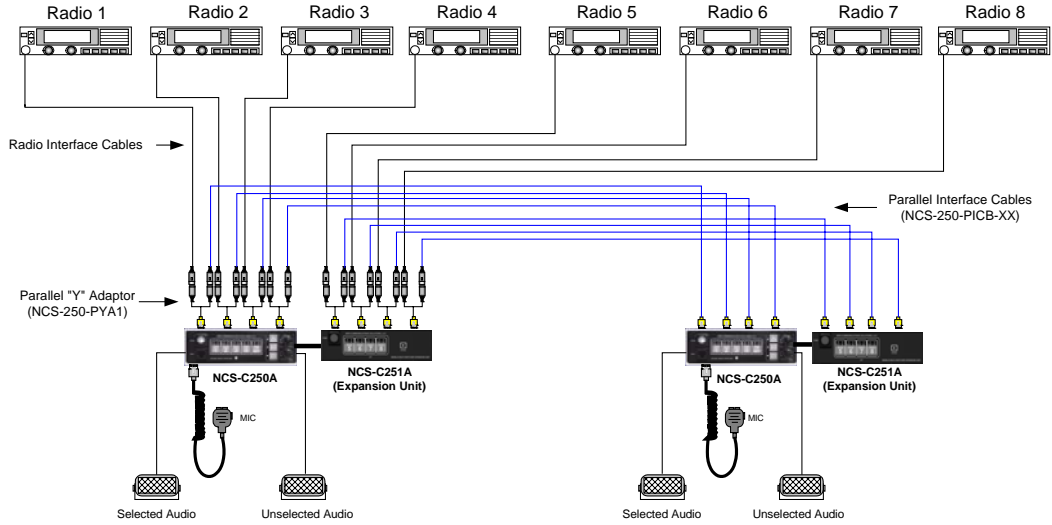 Radio 1
Radio 2
Radio 3
Radio 4
Radio 5
Radio 6
Radio 7
Radio 8
Radio Interface Cables
Parallel Interface Cables
(NCS-250-PICB-XX)
Parallel "Y" Adaptor
(NCS-250-PYA1)
NCS-C250A
NCS-C251A
(Expansion Unit)
NCS-C250A
NCS-C251A
(Expansion Unit)
MIC
MIC
Selected Audio
Unselected Audio
Selected Audio
Unselected Audio